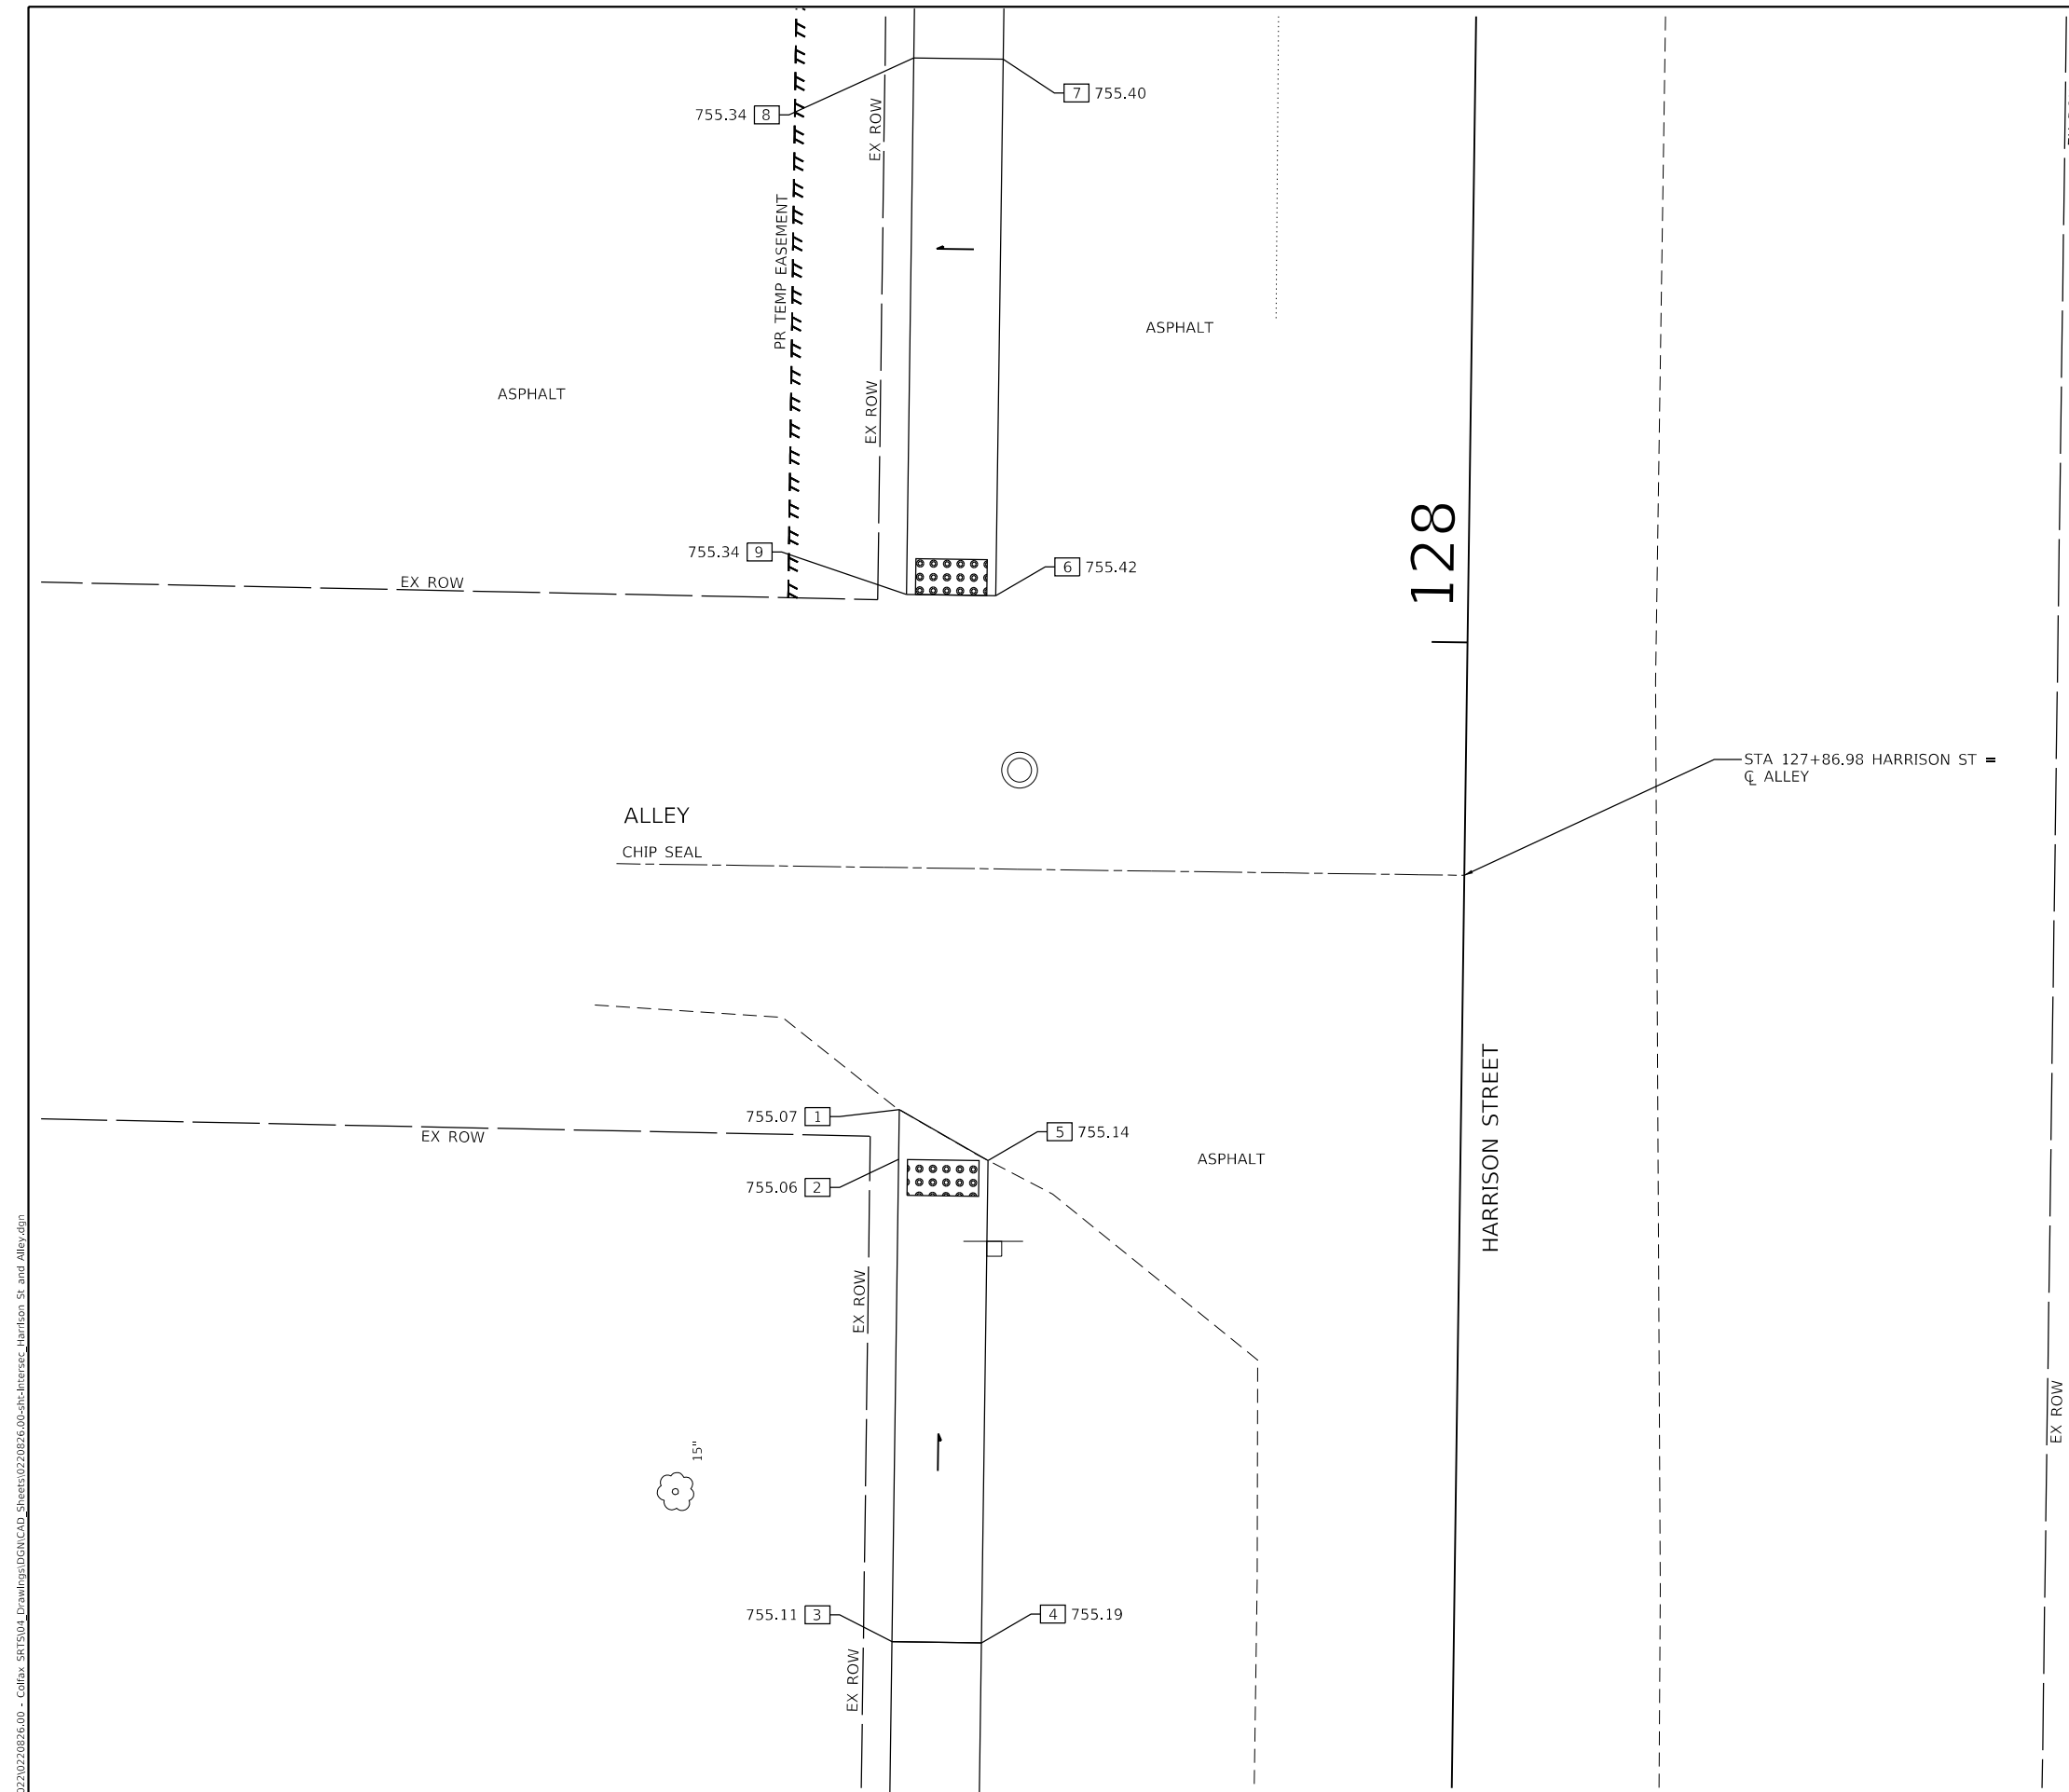 7 755.40
755.34 8
EX ROW
PR TEMP EASEMENT
ASPHALT
ASPHALT
EX ROW
128
755.34 9
6 755.42
EX ROW
STA 127+86.98 HARRISON ST =
℄ ALLEY
ALLEY
CHIP SEAL
HARRISON STREET
755.07 1
5 755.14
EX ROW
ASPHALT
755.06 2
EX ROW
15"
EX ROW
755.11 3
4 755.19
EX ROW
022\0220826.00 - Colfax SRTS\04_Drawings\DGN\CAD_Sheets\0220826.00-sht-Intersec_Harrison St and Alley.dgn